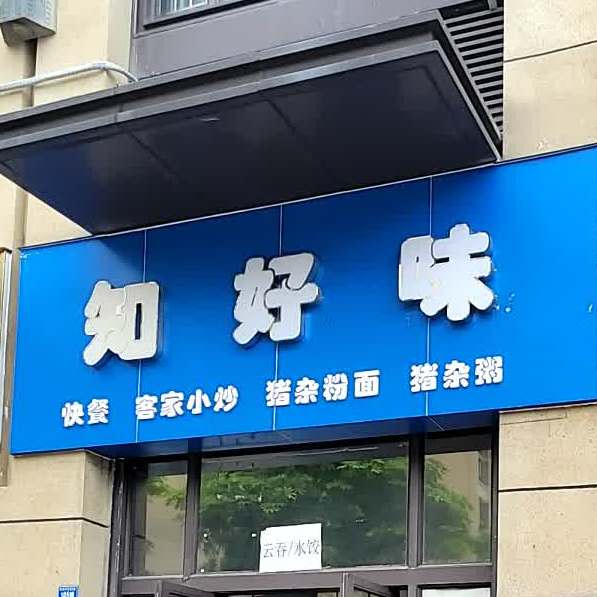 知好味
快餐 客家小炒 猪杂粉面 猪杂粥
云吞/水饺